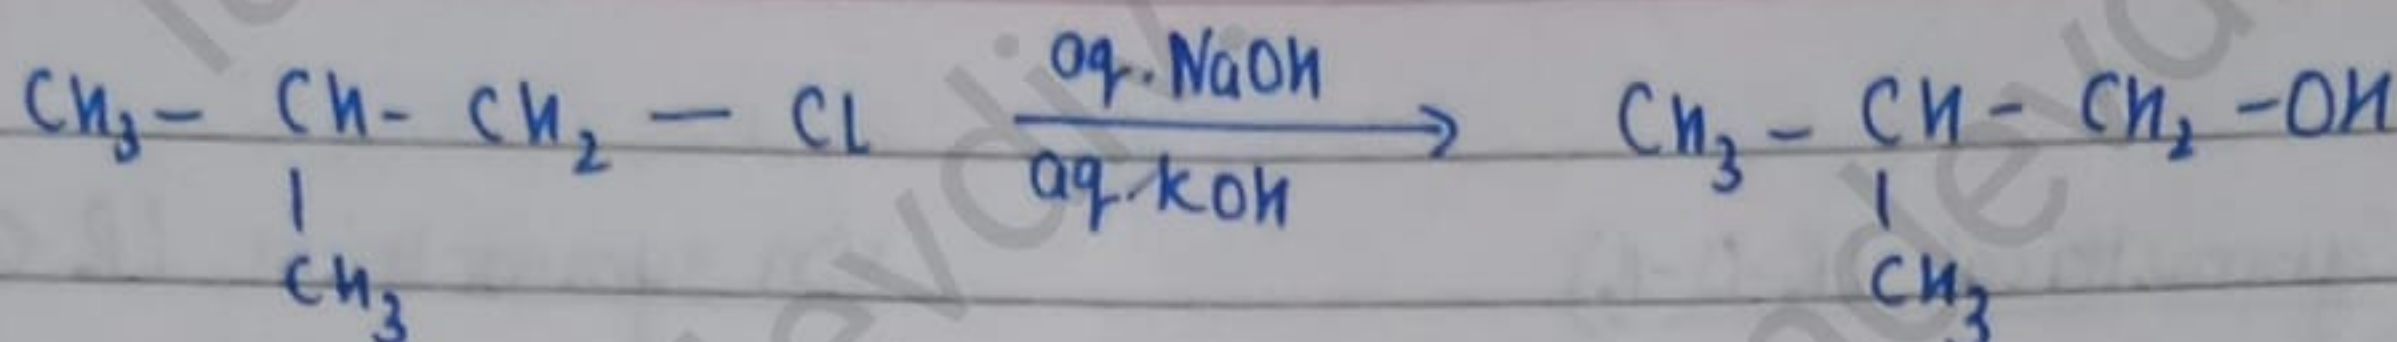 CH₃ – CH – CH₂ – Cl  aq. NaOH ⟶ aq. KOH  CH₃ – CH – CH₂ – OH
| |
CH₃ CH₃